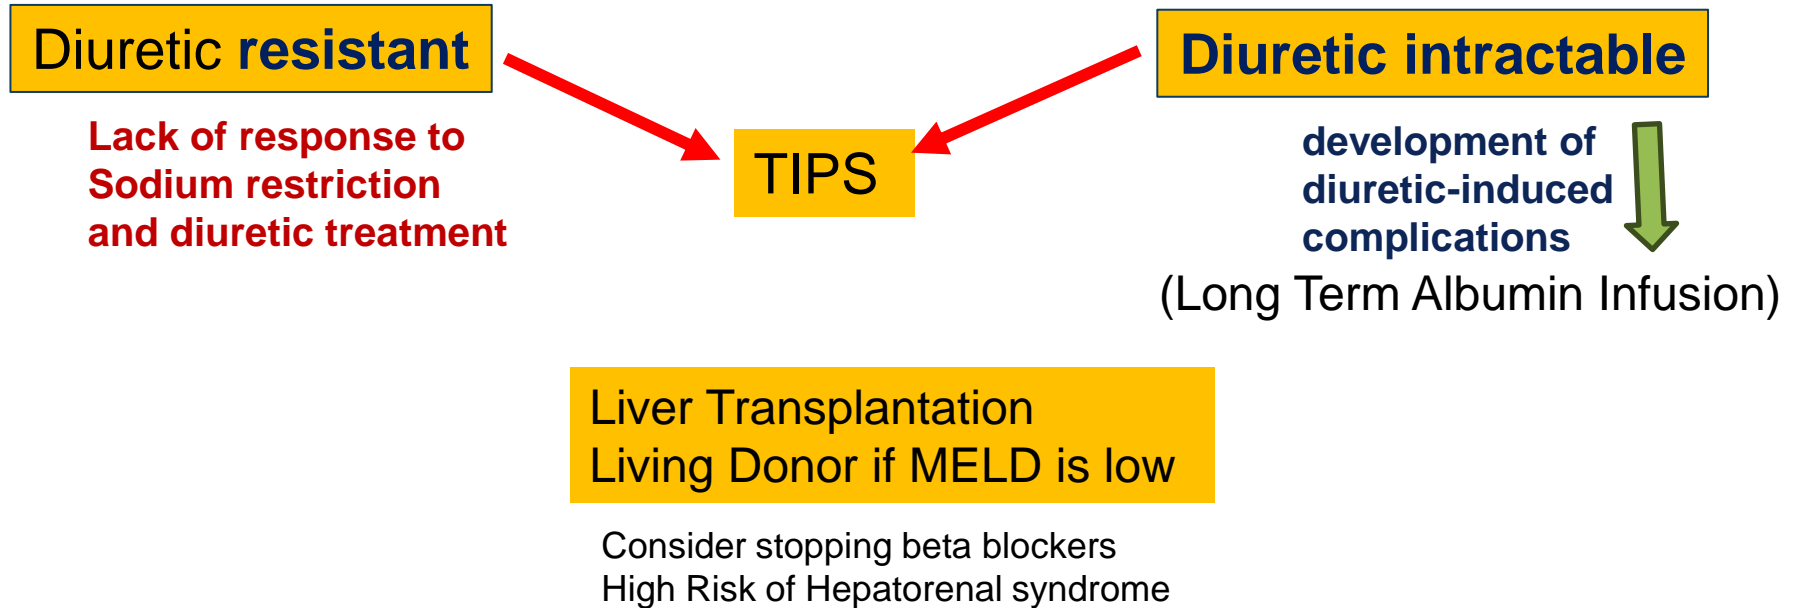 Diuretic resistant
Lack of response to
Sodium restriction
and diuretic treatment
TIPS
Diuretic intractable
development of
diuretic-induced
complications
(Long Term Albumin Infusion)
Liver Transplantation
Living Donor if MELD is low
Consider stopping beta blockers
High Risk of Hepatorenal syndrome